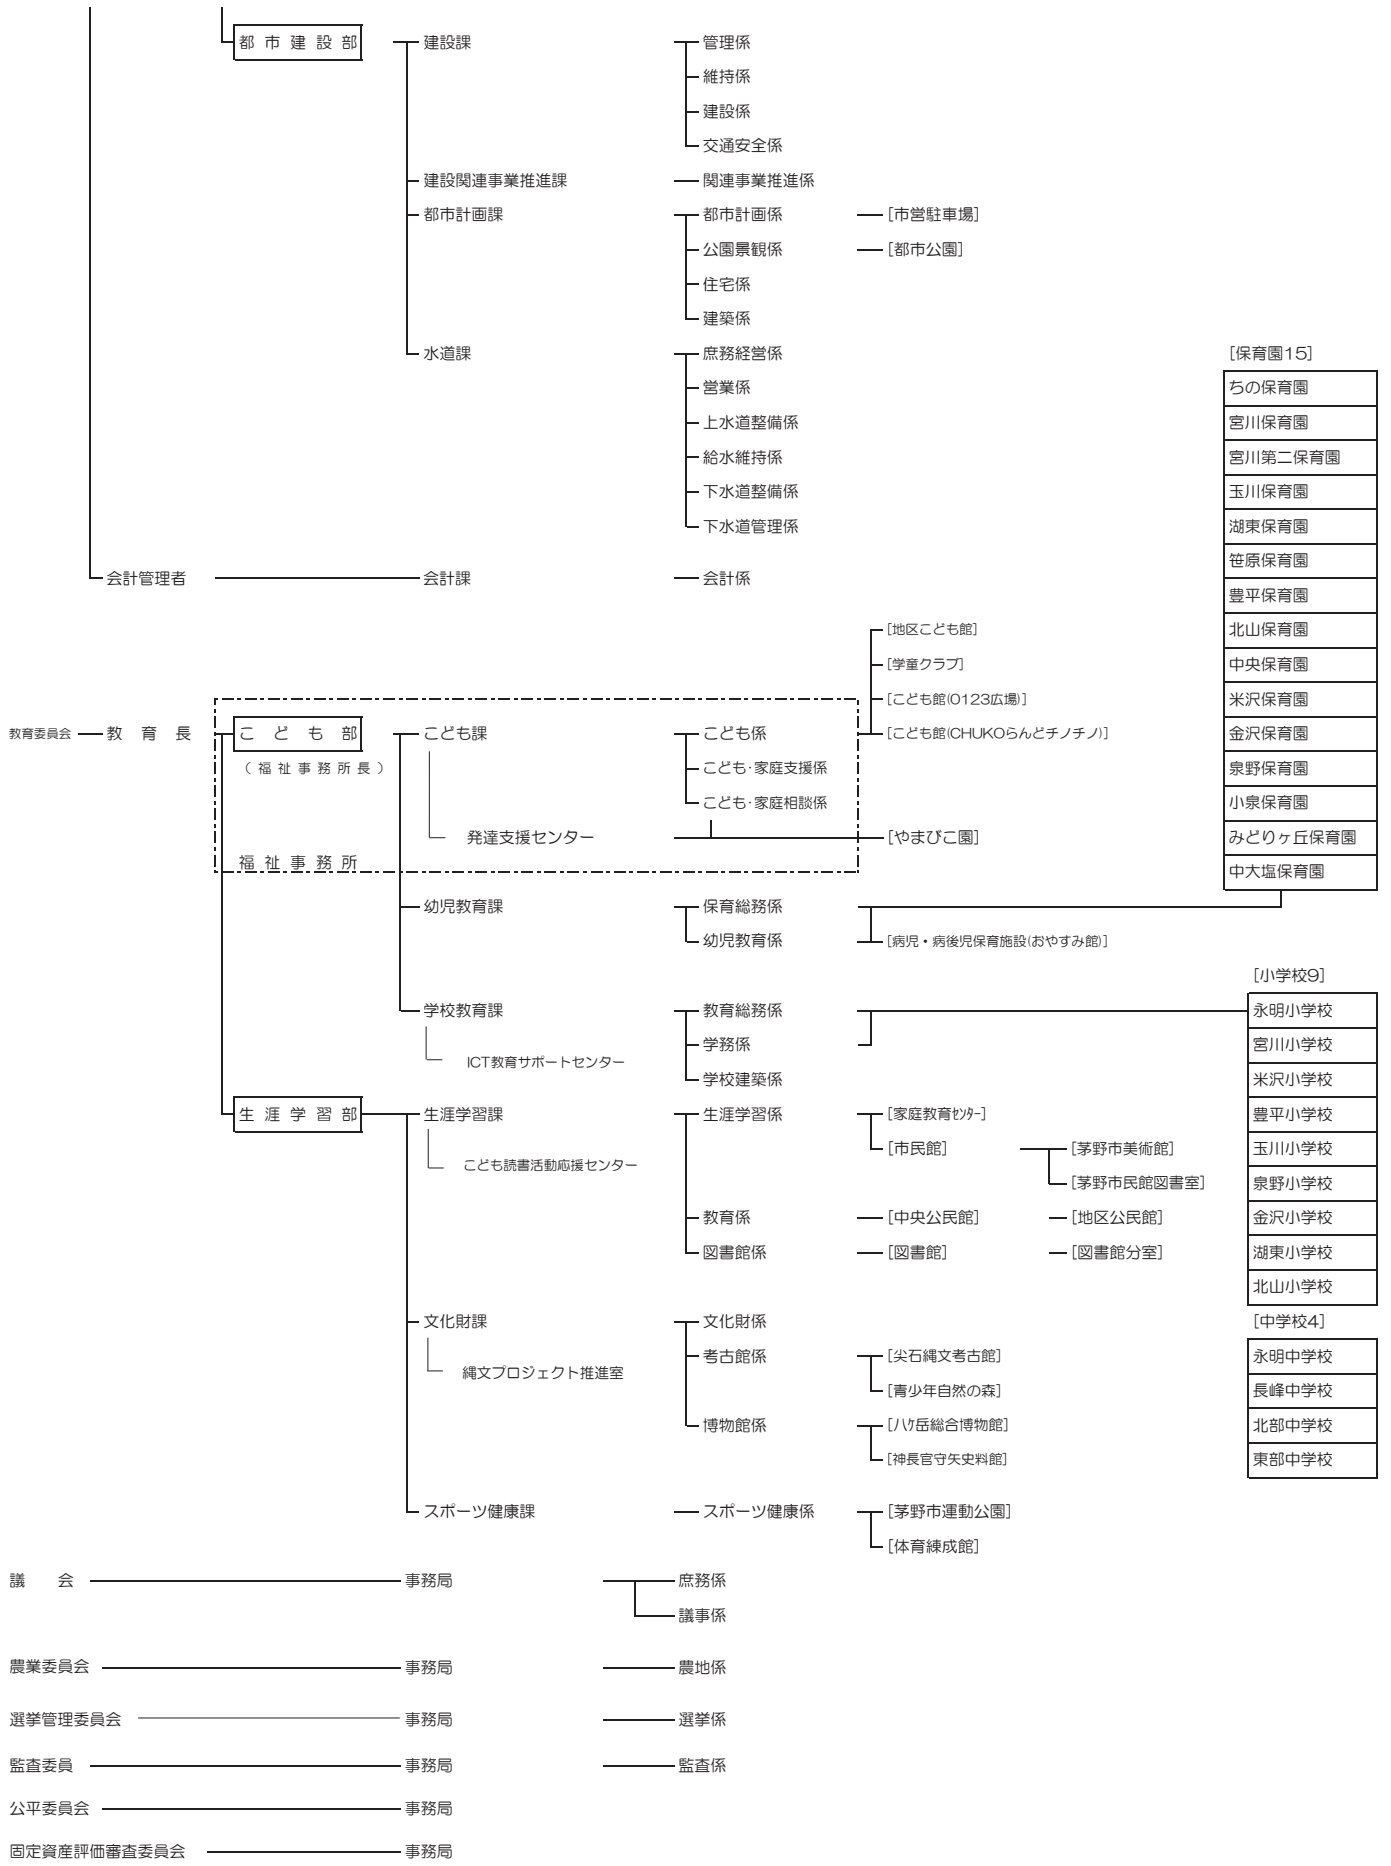 都市建設部 建設課 管理係
維持係
建設係
交通安全係
建設関連事業推進課 関連事業推進係
都市計画課 都市計画係 [市営駐車場]
公園景観係 [都市公園]
住宅係
建築係
水道課 庶務経営係 [保育園15]
営業係 ちの保育園
上水道整備係 宮川保育園
給水維持係 宮川第二保育園
下水道整備係 玉川保育園
下水道管理係 湖東保育園
笹原保育園
会計管理者 会計課 会計係
豊平保育園
[地区こども館] 北山保育園
[学童クラブ] 中央保育園
[こども館(0123広場)] 米沢保育園
教育委員会 教育長 こども部 こども課 こども係 [こども館(CHUKOらんどチノチノ)] 金沢保育園
(福祉事務所長) こども・家庭支援係 泉野保育園
こども・家庭相談係 小泉保育園
発達支援センター [やまびこ園] みどりヶ丘保育園
福祉事務所 中大塩保育園
幼児教育課 保育総務係
幼児教育係 [病児・病後児保育施設(おやすみ館)]
[小学校9]
学校教育課 教育総務係 永明小学校
学務係 宮川小学校
ICT教育サポートセンター
学校建築係 米沢小学校
生涯学習部 生涯学習課 生涯学習係 [家庭教育センター] 豊平小学校
[市民館] [茅野市美術館] 玉川小学校
こども読書活動応援センター
[茅野市民館図書室] 泉野小学校
教育係 [中央公民館] [地区公民館] 金沢小学校
図書館係 [図書館] [図書館分室] 湖東小学校
北山小学校
文化財課 文化財係 [中学校4]
考古館係 [尖石縄文考古館] 永明中学校
縄文プロジェクト推進室
[青少年自然の森] 長峰中学校
博物館係 [八ケ岳総合博物館] 北部中学校
[神長官守矢史料館] 東部中学校
スポーツ健康課 スポーツ健康係 [茅野市運動公園]
[体育練成館]
議会 事務局 庶務係
議事係
農業委員会 事務局 農地係
選挙管理委員会 事務局 選挙係
監査委員 事務局 監査係
公平委員会 事務局
固定資産評価審査委員会 事務局